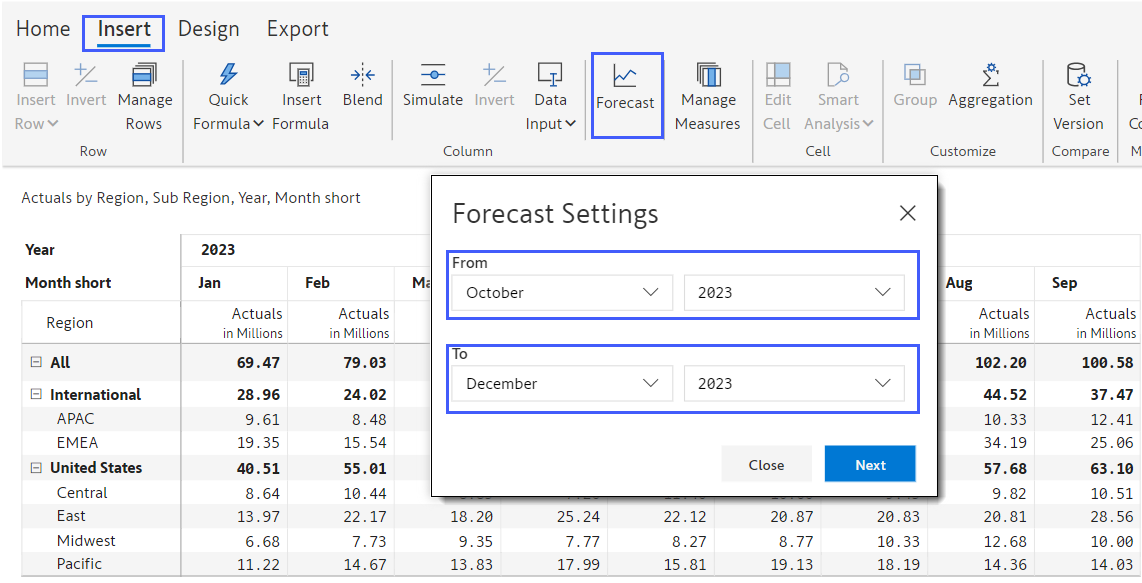 Home Insert Design Export
Insert Row
Invert
Manage Rows
Quick Formula
Insert Formula
Blend
Simulate
Invert
Data Input
Forecast
Manage Measures
Edit Cell
Smart Analysis
Group
Aggregation
Set Version
Row Column Cell Customize Compare M
Actuals by Region, Sub Region, Year, Month short
Forecast Settings
From
October 2023
To
December 2023
Close Next
Year 2023
Month short Jan Feb Ma Aug Sep
Region Actuals Actuals Actuals Actuals
in Millions in Millions in Millions in Millions
All 69.47 79.03 102.20 100.58
International 28.96 24.02 44.52 37.47
APAC 9.61 8.48 10.33 12.41
EMEA 19.35 15.54 34.19 25.06
United States 40.51 55.01 57.68 63.10
Central 8.64 10.44 9.82 10.51
East 13.97 22.17 18.20 25.24 22.12 20.87 20.83 20.81 28.56
Midwest 6.68 7.73 9.35 7.77 8.27 8.77 10.33 12.68 10.00
Pacific 11.22 14.67 13.83 17.99 15.81 19.13 18.19 14.36 14.03